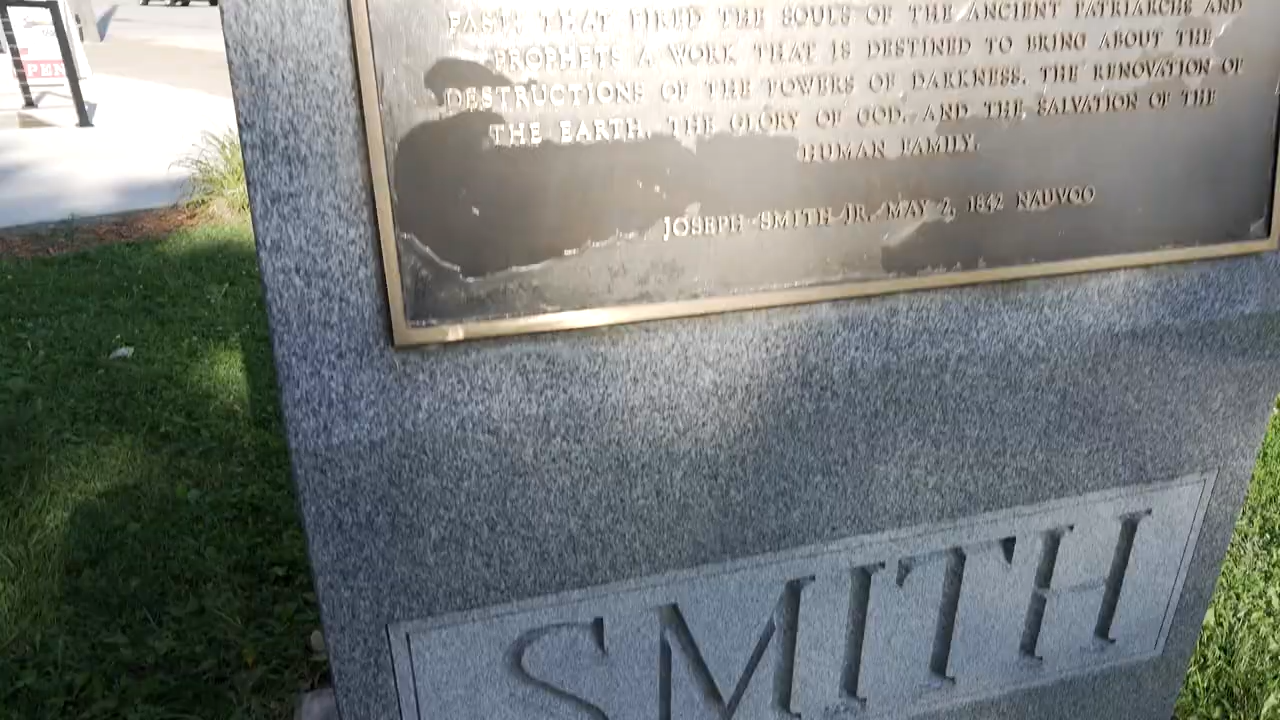 PEN
THAT FIRED THE SOULS OF THE ANCIENT PATRIARCHS AND
PROPHETS A WORK THAT IS DESTINED TO BRING ABOUT THE
DESTRUCTIONS OF THE POWERS OF DARKNESS. THE RENOVATION OF
THE EARTH. THE GLORY OF GOD. AND THE SALVATION OF THE
HUMAN FAMILY.
JOSEPH SMITH JR. MAY 2, 1842 NAUVOO
SMITH